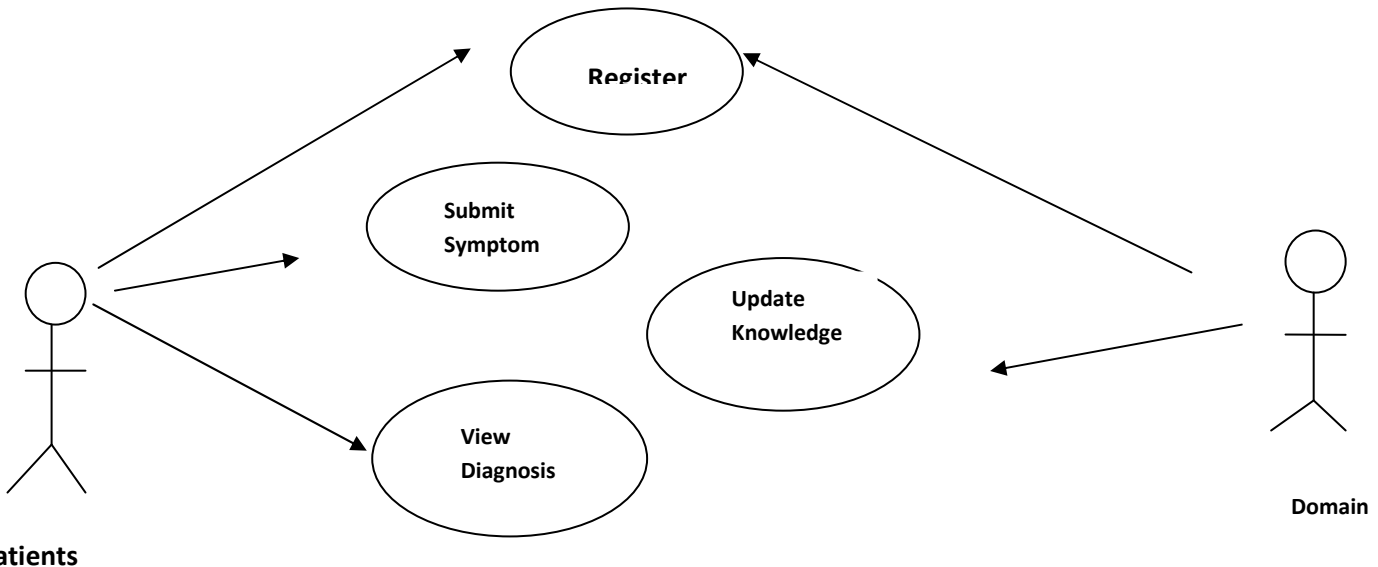 Register
Submit
Symptom
Update
Knowledge
View
Diagnosis
Domain
atients